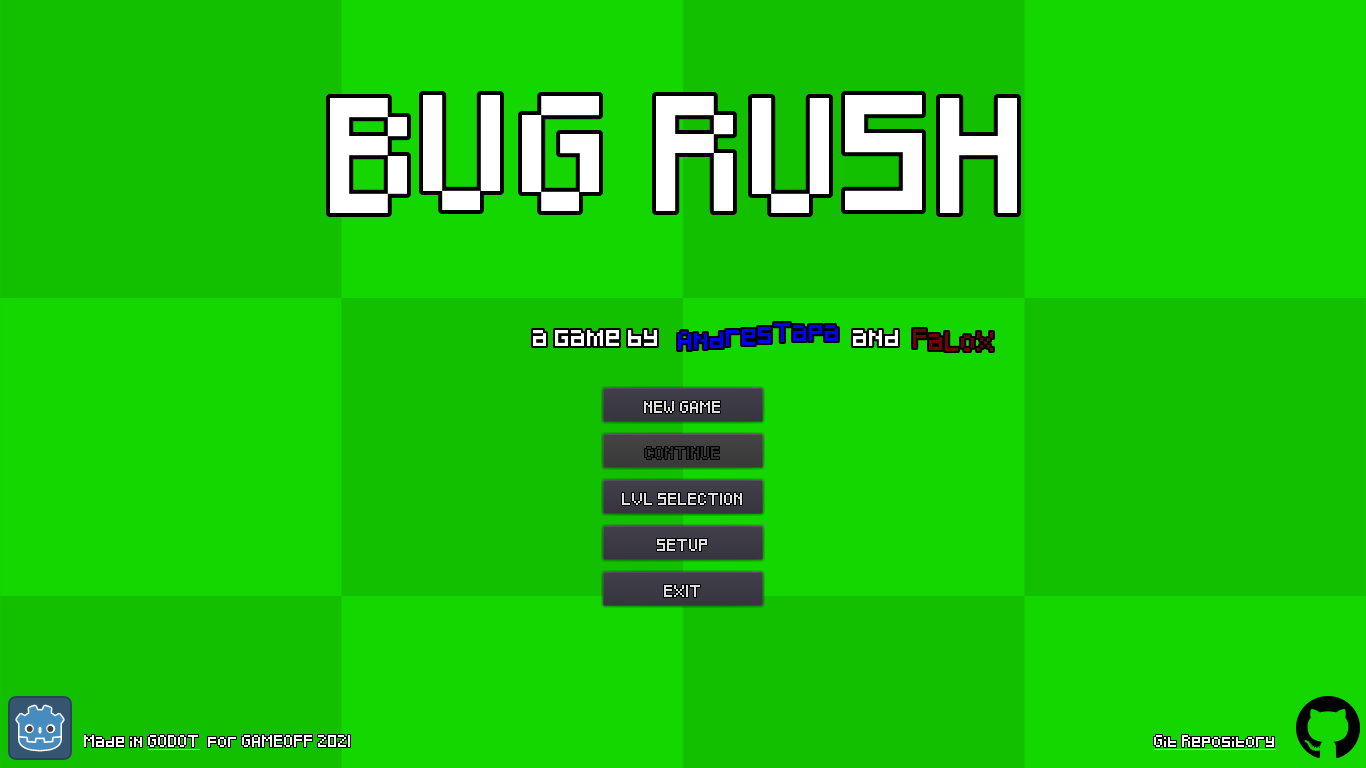 BUG RUSH
a Game by AndresTapa and Falox
NEW GAME
CONTINUE
LVL SELECTION
SETUP
EXIT
Made in GODOT for GAMEOFF 2021
Git Repository